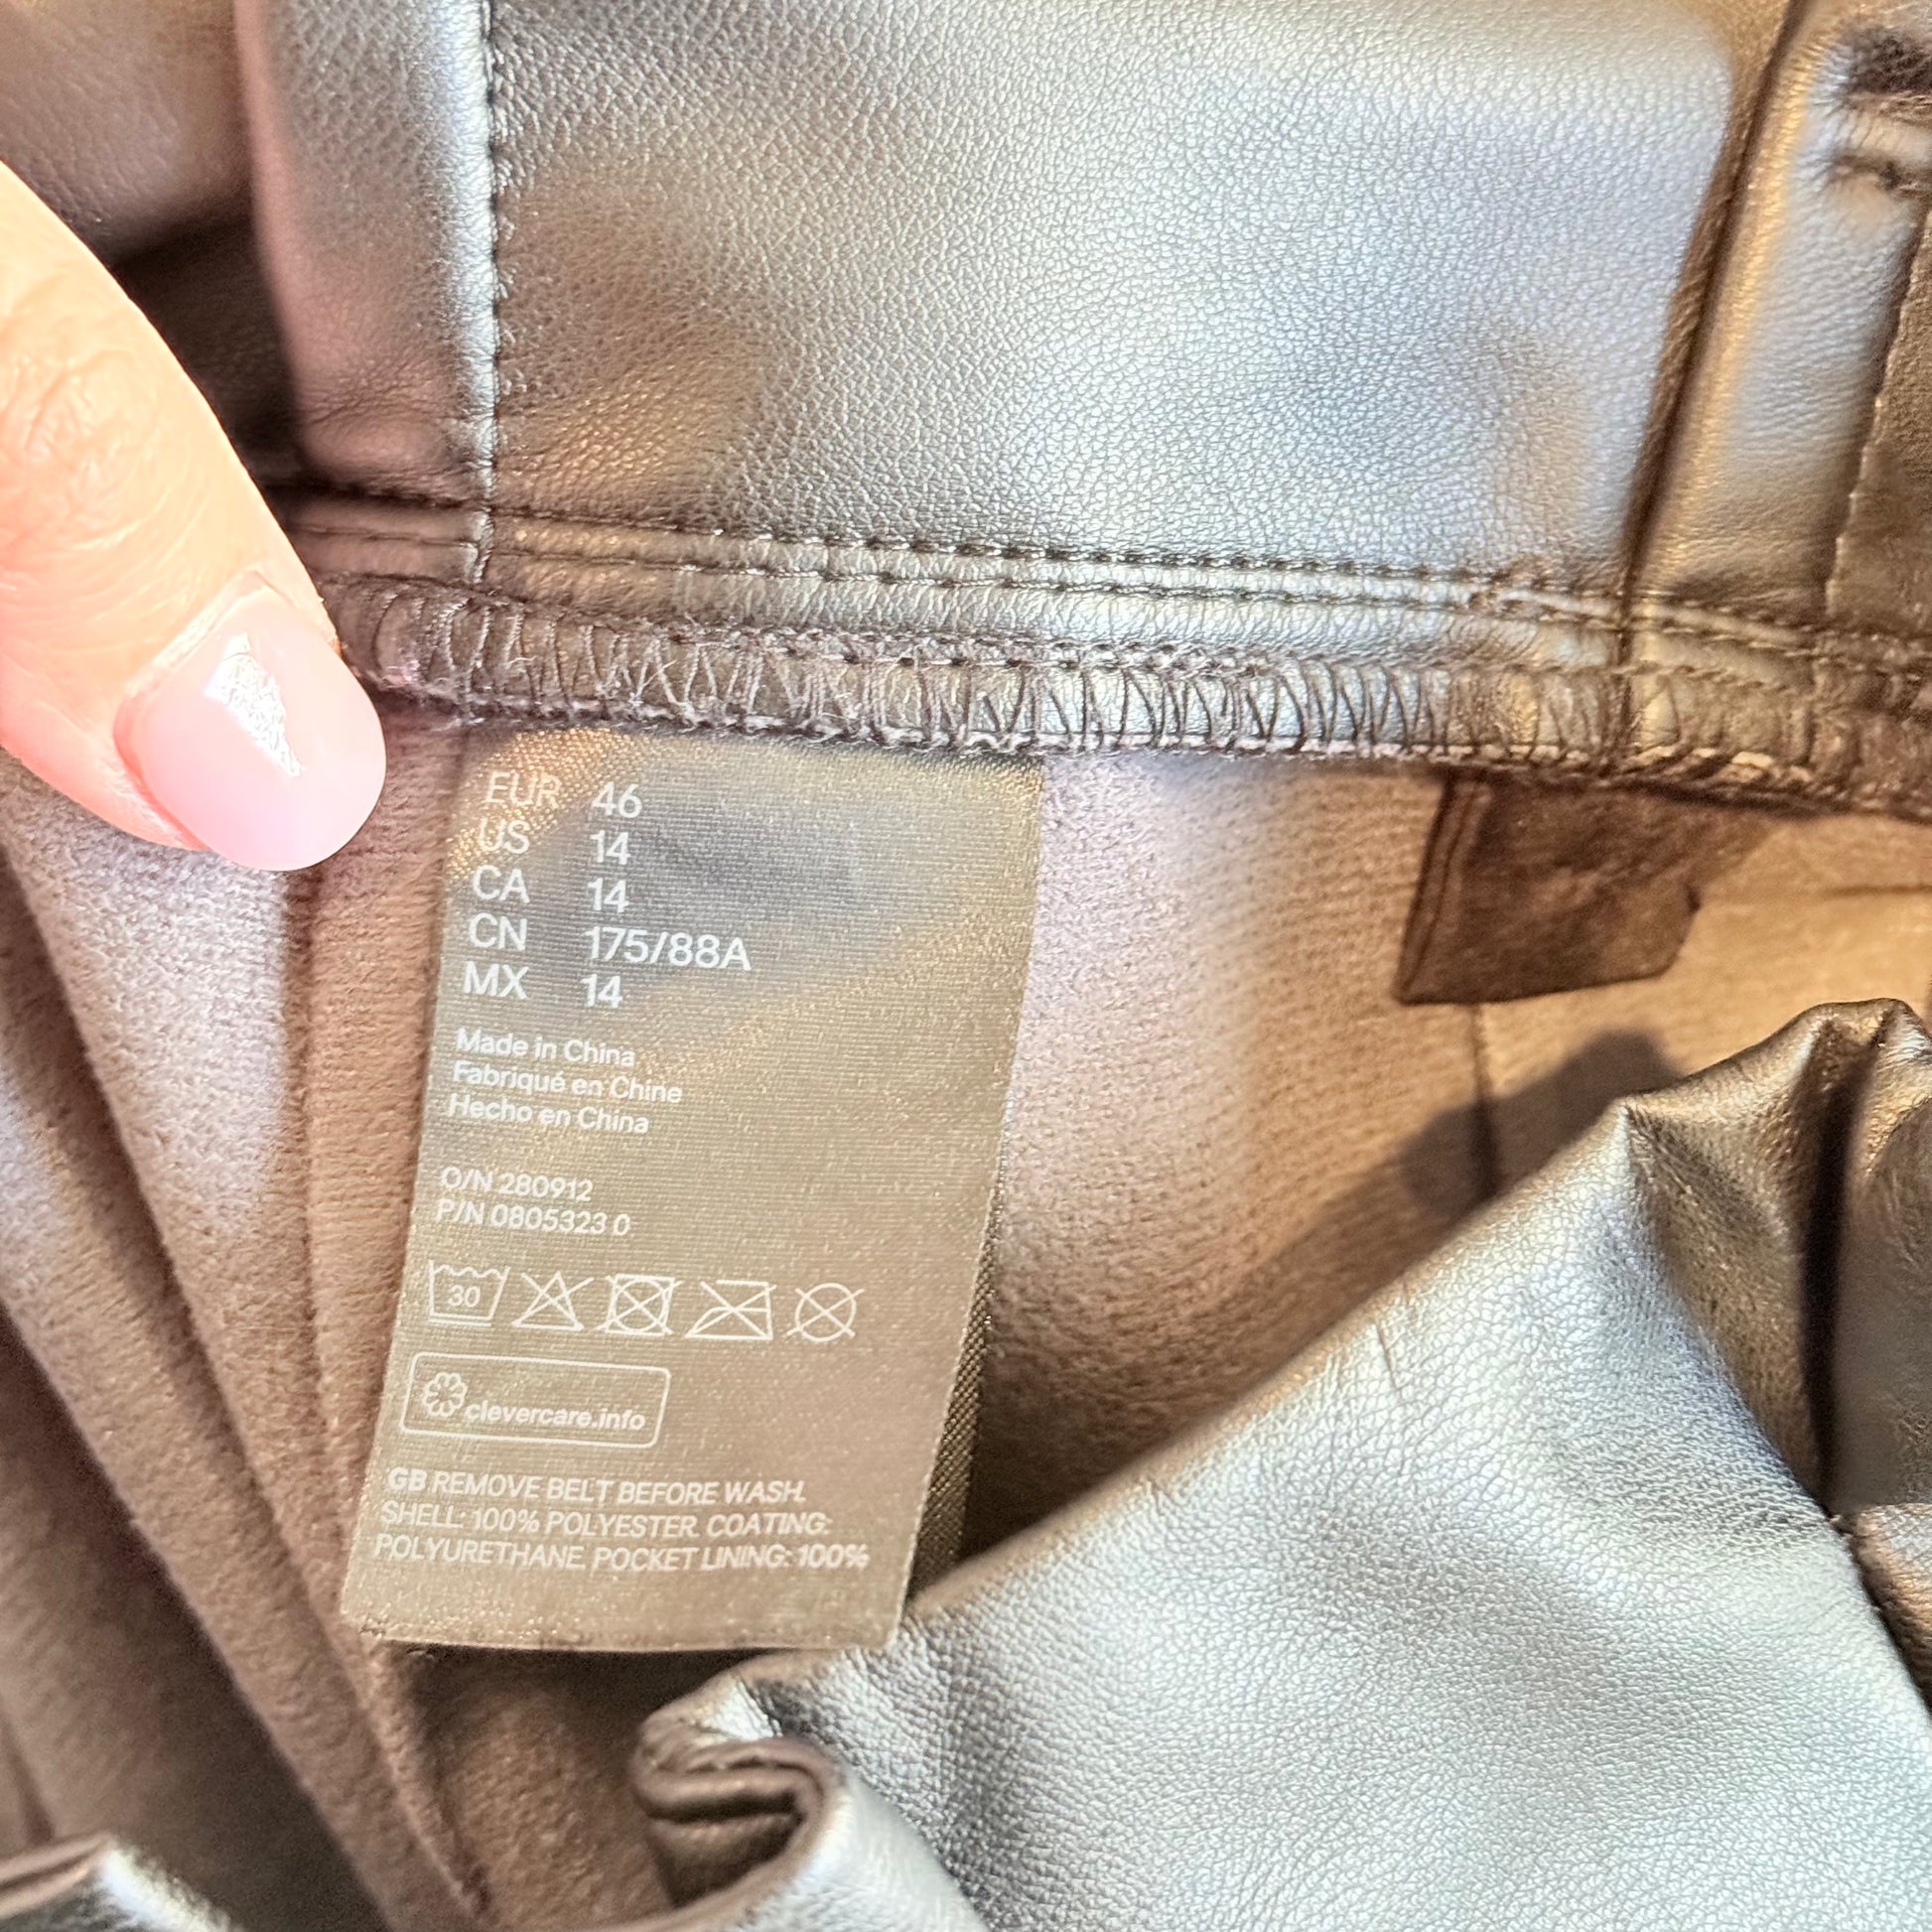 EUR 46
US 14
CA 14
CN 175/88A
MX 14
Made in China
Fabriqué en Chine
Hecho en China
O/N 280912
P/N 0805323 0
30
clevercare.info
GB REMOVE BELT BEFORE WASH.
SHELL: 100% POLYESTER. COATING:
POLYURETHANE. POCKET LINING: 100%